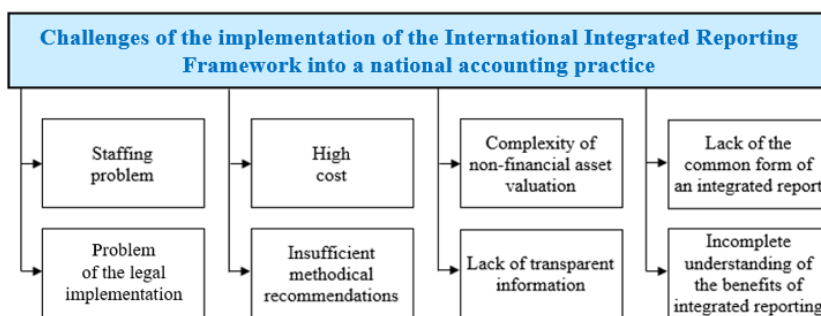 Challenges of the implementation of the International Integrated Reporting
Framework into a national accounting practice
Staffing
problem
High
cost
Complexity of
non-financial asset
valuation
Lack of the
common form of
an integrated report
Problem
of the legal
implementation
Insufficient
methodical
recommendations
Lack of transparent
information
Incomplete
understanding of
the benefits of
integrated reporting